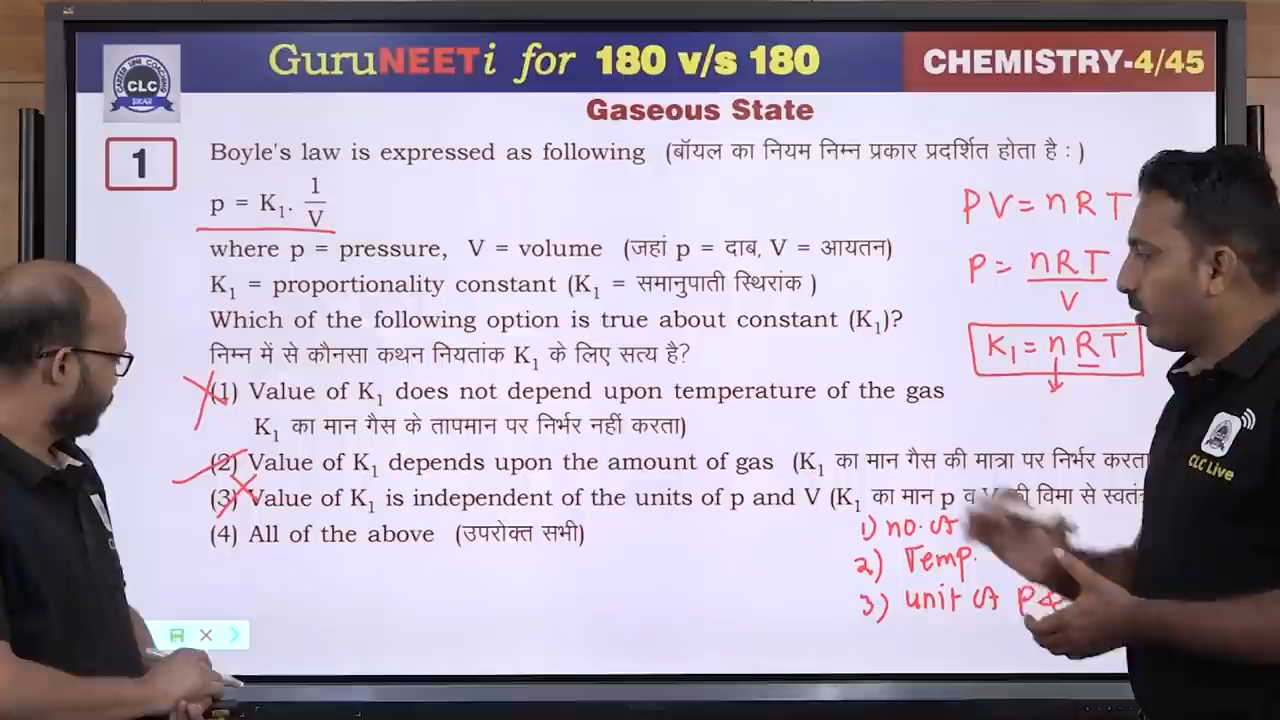 GuruNEETi for 180 v/s 180
CHEMISTRY-4/45
CLC
SIKAR
Gaseous State
1
Boyle's law is expressed as following (बॉयल का नियम निम्न प्रकार प्रदर्शित होता है : )
p = K₁. 1/V
where p = pressure, V = volume (जहां p = दाब, V = आयतन)
K₁ = proportionality constant (K₁ = समानुपाती स्थिरांक )
Which of the following option is true about constant (K₁)?
निम्न में से कौनसा कथन नियतांक K₁ के लिए सत्य है?
(1) Value of K₁ does not depend upon temperature of the gas
K₁ का मान गैस के तापमान पर निर्भर नहीं करता)
(2) Value of K₁ depends upon the amount of gas (K₁ का मान गैस की मात्रा पर निर्भर करता
(3) Value of K₁ is independent of the units of p and V (K₁ का मान p व की विमा से
(4) All of the above (उपरोक्त सभी)
PV = nRT
P = nRT/V
K₁ = nRT
1) no. of
2) Temp.
3) unit of P &
CLC Live